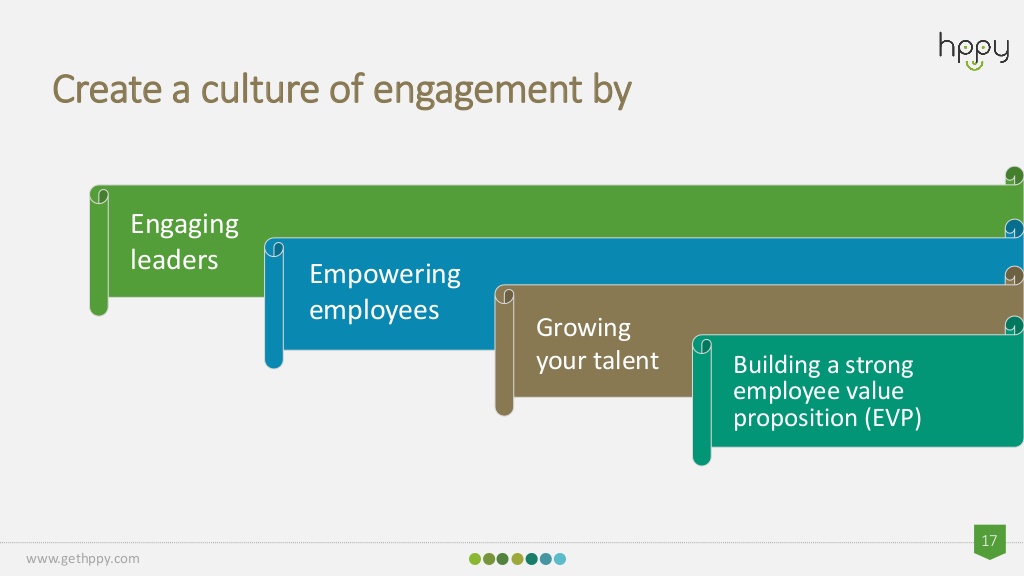 hppy
Create a culture of engagement by
Engaging
leaders
Empowering
employees
Growing
your talent
Building a strong
employee value
proposition (EVP)
17
www.gethppy.com